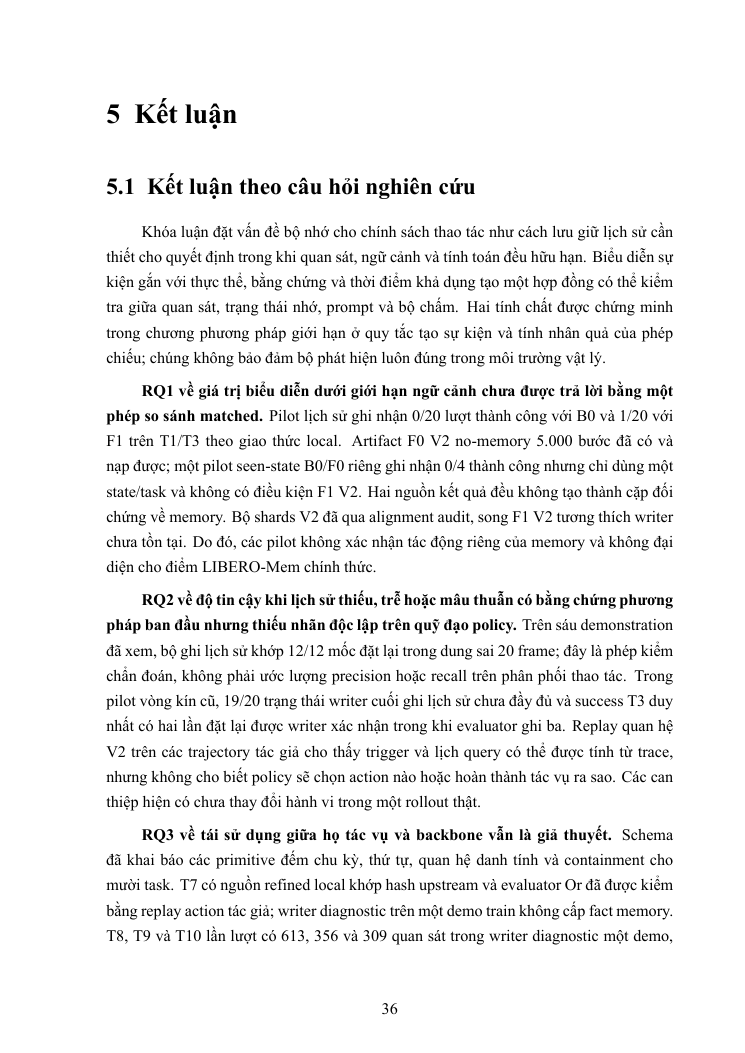 5 Kết luận
5.1 Kết luận theo câu hỏi nghiên cứu
Khóa luận đặt vấn đề bộ nhớ cho chính sách thao tác như cách lưu giữ lịch sử cần
thiết cho quyết định trong khi quan sát, ngữ cảnh và tính toán đều hữu hạn. Biểu diễn sự
kiện gắn với thực thể, bằng chứng và thời điểm khả dụng tạo một hợp đồng có thể kiểm
tra giữa quan sát, trạng thái nhớ, prompt và bộ chấm. Hai tính chất được chứng minh
trong chương phương pháp giới hạn ở quy tắc tạo sự kiện và tính nhân quả của phép
chiếu; chúng không bảo đảm bộ phát hiện luôn đúng trong môi trường vật lý.
RQ1 về giá trị biểu diễn dưới giới hạn ngữ cảnh chưa được trả lời bằng một
phép so sánh matched. Pilot lịch sử ghi nhận 0/20 lượt thành công với B0 và 1/20 với
F1 trên T1/T3 theo giao thức local. Artifact F0 V2 no-memory 5.000 bước đã có và
nạp được; một pilot seen-state B0/F0 riêng ghi nhận 0/4 thành công nhưng chỉ dùng một
state/task và không có điều kiện F1 V2. Hai nguồn kết quả đều không tạo thành cặp đối
chứng về memory. Bộ shards V2 đã qua alignment audit, song F1 V2 tương thích writer
chưa tồn tại. Do đó, các pilot không xác nhận tác động riêng của memory và không đại
diện cho điểm LIBERO-Mem chính thức.
RQ2 về độ tin cậy khi lịch sử thiếu, trễ hoặc mâu thuẫn có bằng chứng phương
pháp ban đầu nhưng thiếu nhãn độc lập trên quỹ đạo policy. Trên sáu demonstration
đã xem, bộ ghi lịch sử khớp 12/12 mốc đặt lại trong dung sai 20 frame; đây là phép kiểm
chẩn đoán, không phải ước lượng precision hoặc recall trên phân phối thao tác. Trong
pilot vòng kín cũ, 19/20 trạng thái writer cuối ghi lịch sử chưa đầy đủ và success T3 duy
nhất có hai lần đặt lại được writer xác nhận trong khi evaluator ghi ba. Replay quan hệ
V2 trên các trajectory tác giả cho thấy trigger và lịch query có thể được tính từ trace,
nhưng không cho biết policy sẽ chọn action nào hoặc hoàn thành tác vụ ra sao. Các can
thiệp hiện có chưa thay đổi hành vi trong một rollout thật.
RQ3 về tái sử dụng giữa họ tác vụ và backbone vẫn là giả thuyết. Schema
đã khai báo các primitive đếm chu kỳ, thứ tự, quan hệ danh tính và containment cho
mười task. T7 có nguồn refined local khớp hash upstream và evaluator Or đã được kiểm
bằng replay action tác giả; writer diagnostic trên một demo train không cấp fact memory.
T8, T9 và T10 lần lượt có 613, 356 và 309 quan sát trong writer diagnostic một demo,
36